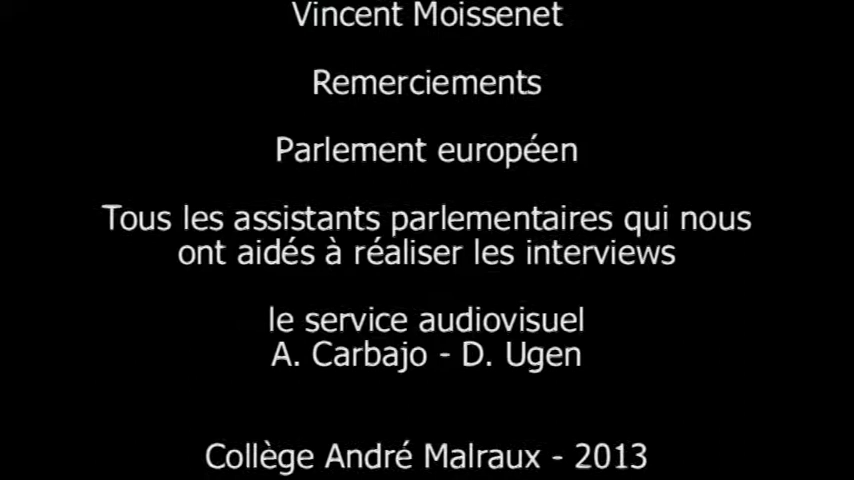 Vincent Moissenet
Remerciements
Parlement européen
Tous les assistants parlementaires qui nous
ont aidés à réaliser les interviews
le service audiovisuel
A. Carbajo - D. Ugen
Collège André Malraux - 2013